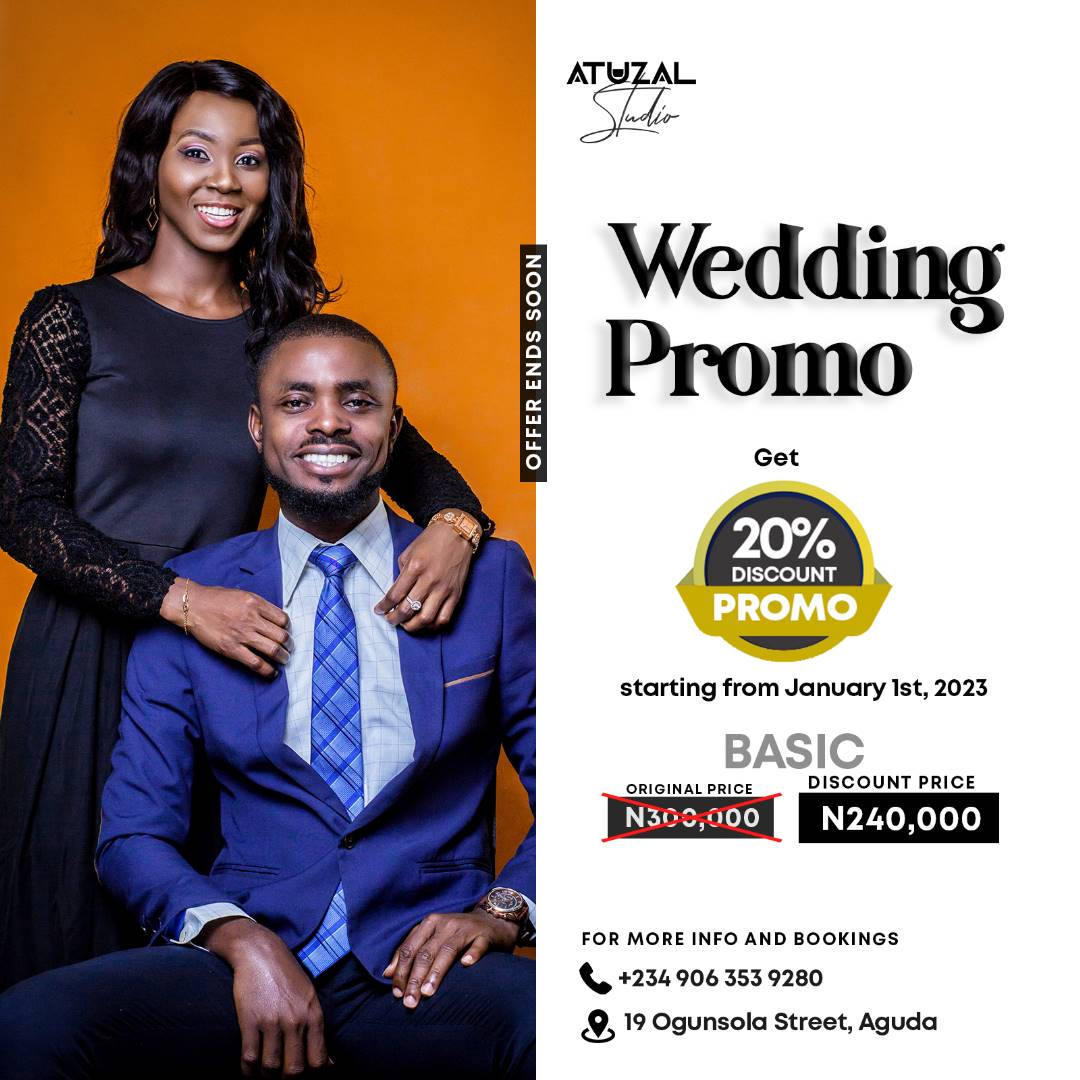 ATUZAL
Studio
OFFER ENDS SOON
Wedding
Promo
Get
20%
DISCOUNT
PROMO
starting from January 1st, 2023
BASIC
ORIGINAL PRICE
N300,000
DISCOUNT PRICE
N240,000
FOR MORE INFO AND BOOKINGS
+234 906 353 9280
19 Ogunsola Street, Aguda